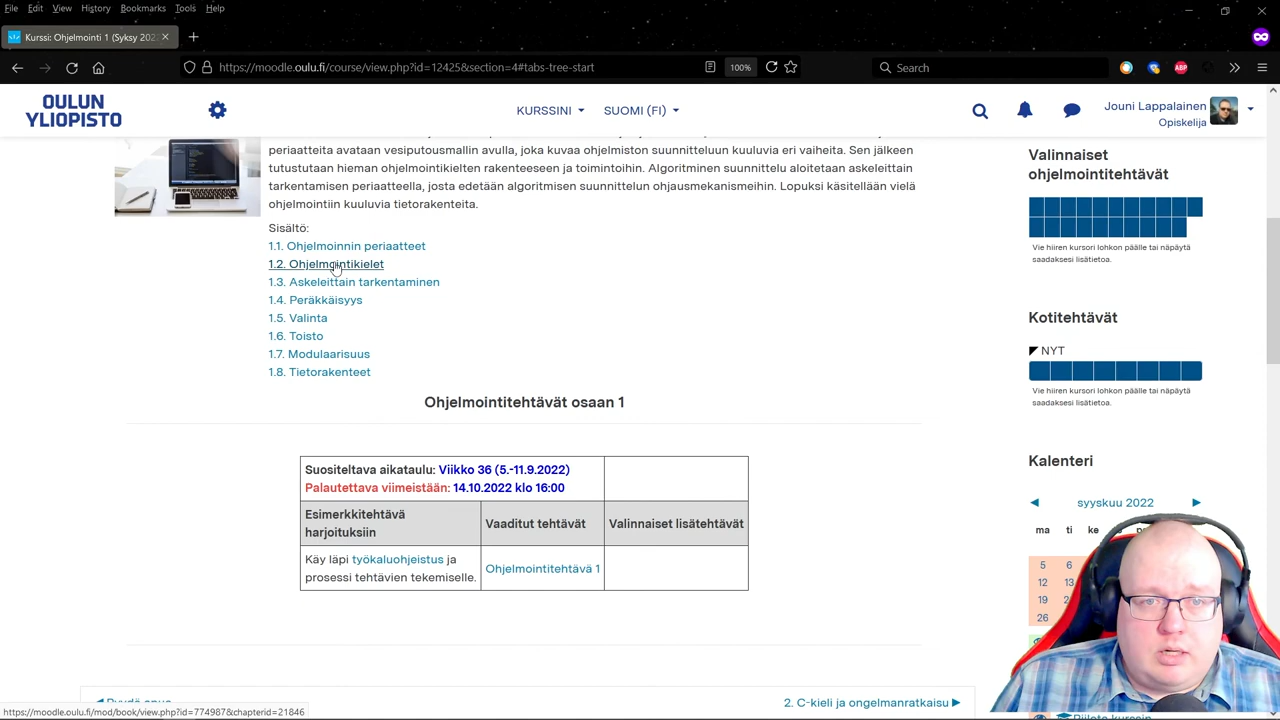 File Edit View History Bookmarks Tools Help
Kurssi: Ohjelmointi 1 (Syksy 202
https://moodle.oulu.fi/course/view.php?id=12425&section=4#tabs-tree-start
100%
Search
ABP
OULUN
YLIOPISTO
KURSSINI
SUOMI (FI)
Jouni Lappalainen
Opiskelija
periaatteita avataan vesiputousmallin avulla, joka kuvaa ohjelmiston suunnitteluun kuuluvia eri vaiheita. Sen jälkeen
tutustutaan hieman ohjelmointikielten rakenteeseen ja toimintoihin. Algoritminen suunnittelu aloitetaan askeleittain
tarkentamisen periaatteella, josta edetään algoritmisen suunnittelun ohjausmekanismeihin. Lopuksi käsitellään vielä
ohjelmointiin kuuluvia tietorakenteita.
Sisältö:
1.1. Ohjelmoinnin periaatteet
1.2. Ohjelmointikielet
1.3. Askeleittain tarkentaminen
1.4. Peräkkäisyys
1.5. Valinta
1.6. Toisto
1.7. Modulaarisuus
1.8. Tietorakenteet
Ohjelmointitehtävät osaan 1
Suositeltava aikataulu: Viikko 36 (5.-11.9.2022)
Palautettava viimeistään: 14.10.2022 klo 16:00
Esimerkkitehtävä
harjoituksiin
Vaaditut tehtävät
Valinnaiset lisätehtävät
Käy läpi työkaluohjeistus ja
prosessi tehtävien tekemiselle.
Ohjelmointitehtävä 1
2. C-kieli ja ongelmanratkaisu
https://moodle.oulu.fi/mod/book/view.php?id=774987&chapterid=21846
Valinnaiset
ohjelmointitehtävät
Vie hiiren kursori lohkon päälle tai näpäytä
saadaksesi lisätietoa.
Kotitehtävät
NYT
Vie hiiren kursori lohkon päälle tai näpäytä
saadaksesi lisätietoa.
Kalenteri
syyskuu 2022
ma ti ke
5 6
12 13
19
26